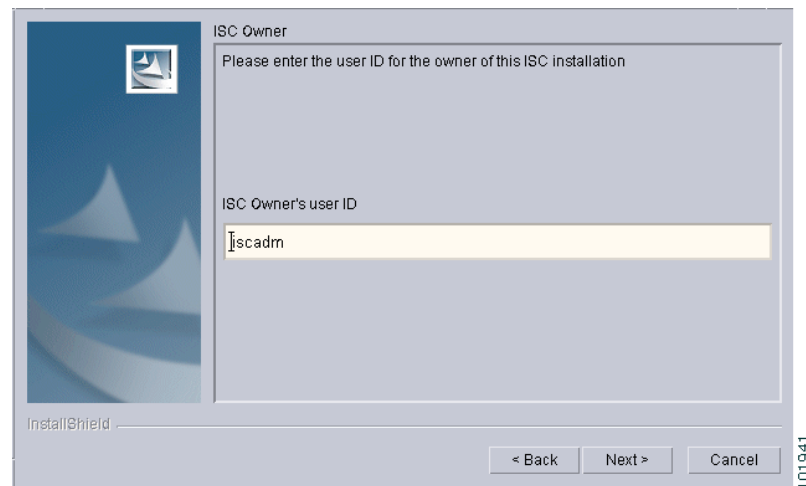 ISC Owner
Please enter the user ID for the owner of this ISC installation
ISC Owner's user ID
iscadm
InstallShield
< Back
Next >
Cancel
101941